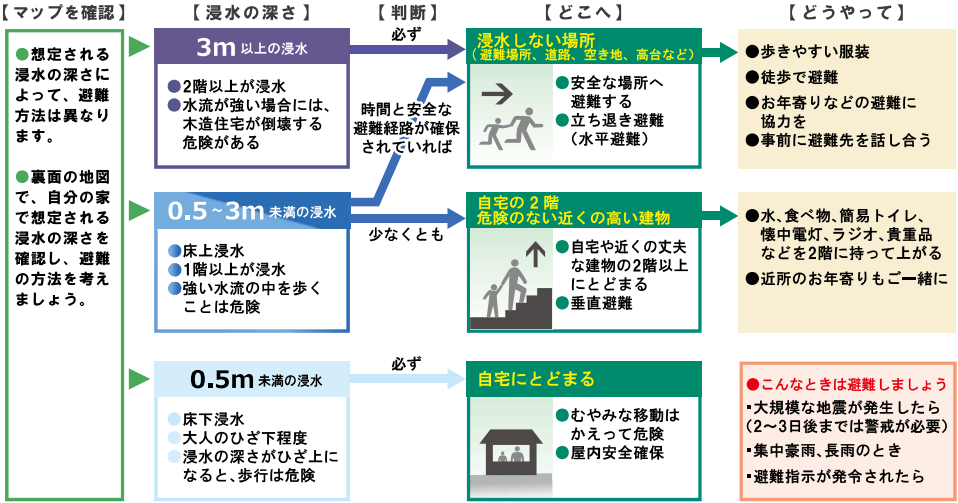 【マップを確認】
●想定される
浸水の深さに
よって、避難
方法は異なり
ます。
●裏面の地図
で、自分の家
で想定される
浸水の深さを
確認し、避難
の方法を考え
ましょう。
【浸水の深さ】
3m以上の浸水
●2階以上が浸水
●水流が強い場合には、
木造住宅が倒壊する
危険がある
0.5~3m未満の浸水
●床上浸水
●1階以上が浸水
●強い水流の中を歩く
ことは危険
0.5m未満の浸水
●床下浸水
●大人のひざ下程度
●浸水の深さがひざ上に
なると、歩行は危険
【判断】
必ず
時間と安全な
避難経路が確保
されていれば
少なくとも
必ず
【どこへ】
浸水しない場所
(避難場所、道路、空き地、高台など)
●安全な場所へ
避難する
●立ち退き避難
(水平避難)
自宅の2階
危険のない近くの高い建物
●自宅や近くの丈夫
な建物の2階以上
にとどまる
●垂直避難
自宅にとどまる
●むやみな移動は
かえって危険
●屋内安全確保
【どうやって】
●歩きやすい服装
●徒歩で避難
●お年寄りなどの避難に
協力を
●事前に避難先を話し合う
●水、食べ物、簡易トイレ、
懐中電灯、ラジオ、貴重品
などを2階に持って上がる
●近所のお年寄りもご一緒に
●こんなときは避難しましょう
▪大規模な地震が発生したら
(2〜3日後までは警戒が必要)
▪集中豪雨、長雨のとき
▪避難指示が発令されたら